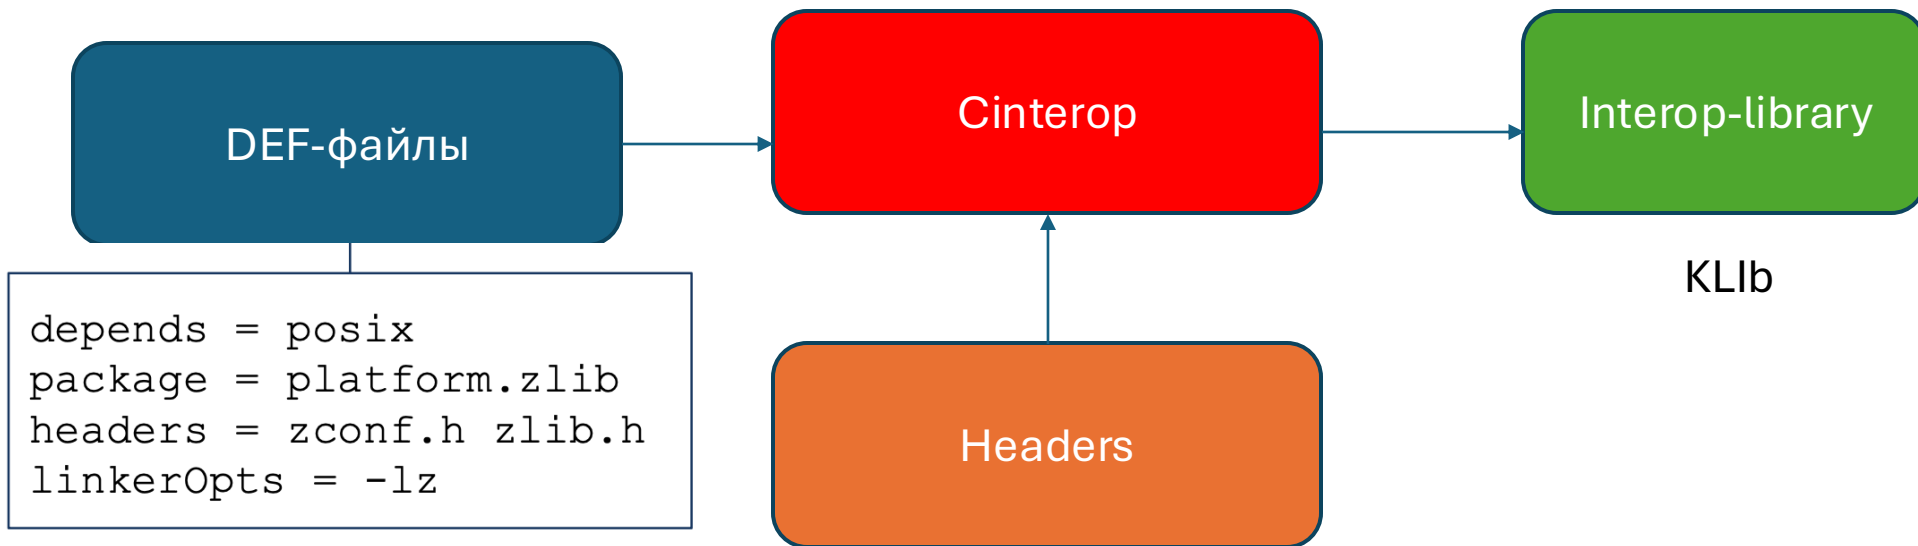 DEF-файлы
Cinterop
Interop-library
KLIb
depends = posix
package = platform.zlib
headers = zconf.h zlib.h
linkerOpts = -lz
Headers